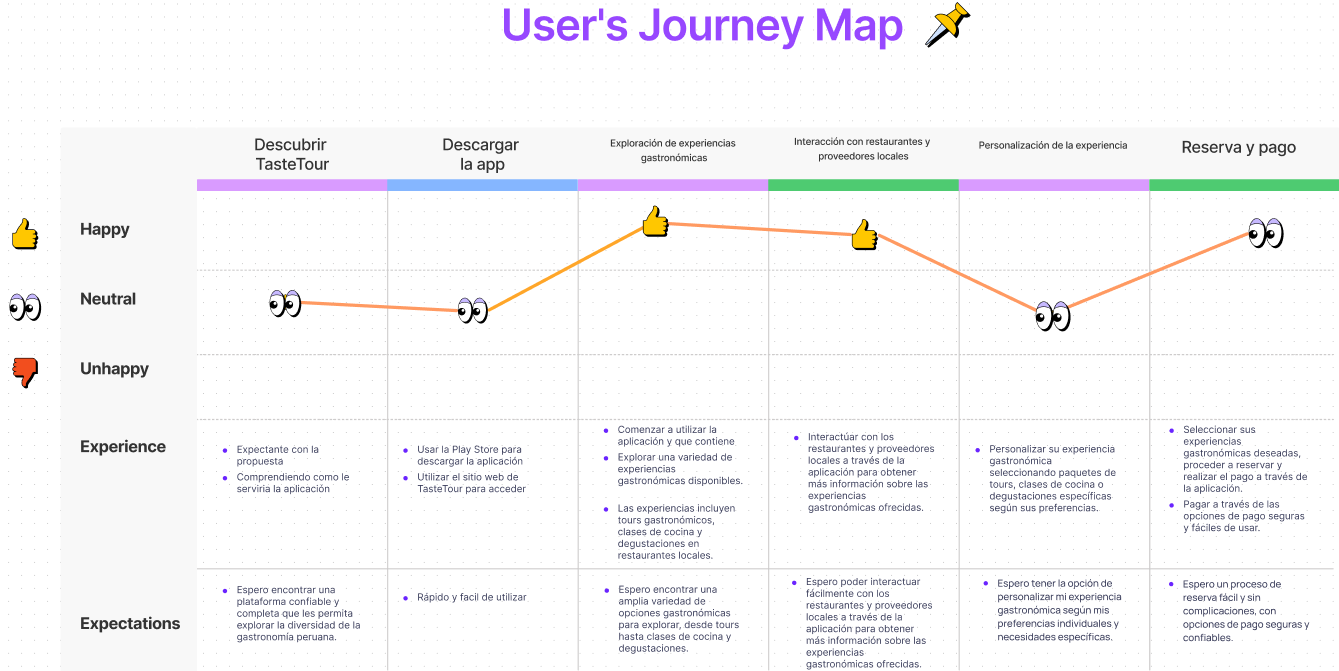 User's Journey Map
Descubrir
TasteTour
Descargar
la app
Exploración de experiencias
gastronómicas
Interacción con restaurantes y
proveedores locales
Personalización de la experiencia
Reserva y pago
Happy
Neutral
Unhappy
Experience
Expectante con la
propuesta
Comprendiendo como le
serviria la aplicación
Usar la Play Store para
descargar la aplicación
Utilizar el sitio web de
TasteTour para acceder
Comenzar a utilizar la
aplicación y que contiene
Explorar una variedad de
experiencias
gastronómicas disponibles.
Las experiencias incluyen
tours gastronómicos,
clases de cocina y
degustaciones en
restaurantes locales.
Interactúar con los
restaurantes y proveedores
locales a través de la
aplicación para obtener
más información sobre las
experiencias
gastronómicas ofrecidas.
Personalizar su experiencia
gastronómica
seleccionando paquetes de
tours, clases de cocina o
degustaciones específicas
según sus preferencias.
Seleccionar sus
experiencias
gastronómicas deseadas,
proceder a reservar y
realizar el pago a través de
la aplicación.
Pagar a través de las
opciones de pago seguras
y fáciles de usar.
Expectations
Espero encontrar una
plataforma confiable y
completa que les permita
explorar la diversidad de la
gastronomía peruana.
Rápido y facil de utilizar
Espero encontrar una
amplia variedad de
opciones gastronómicas
para explorar, desde tours
hasta clases de cocina y
degustaciones.
Espero poder interactuar
fácilmente con los
restaurantes y proveedores
locales a través de la
aplicación para obtener
más información sobre las
experiencias
gastronómicas ofrecidas.
Espero tener la opción de
personalizar mi experiencia
gastronómica según mis
preferencias individuales y
necesidades específicas.
Espero un proceso de
reserva fácil y sin
complicaciones, con
opciones de pago seguras y
confiables.